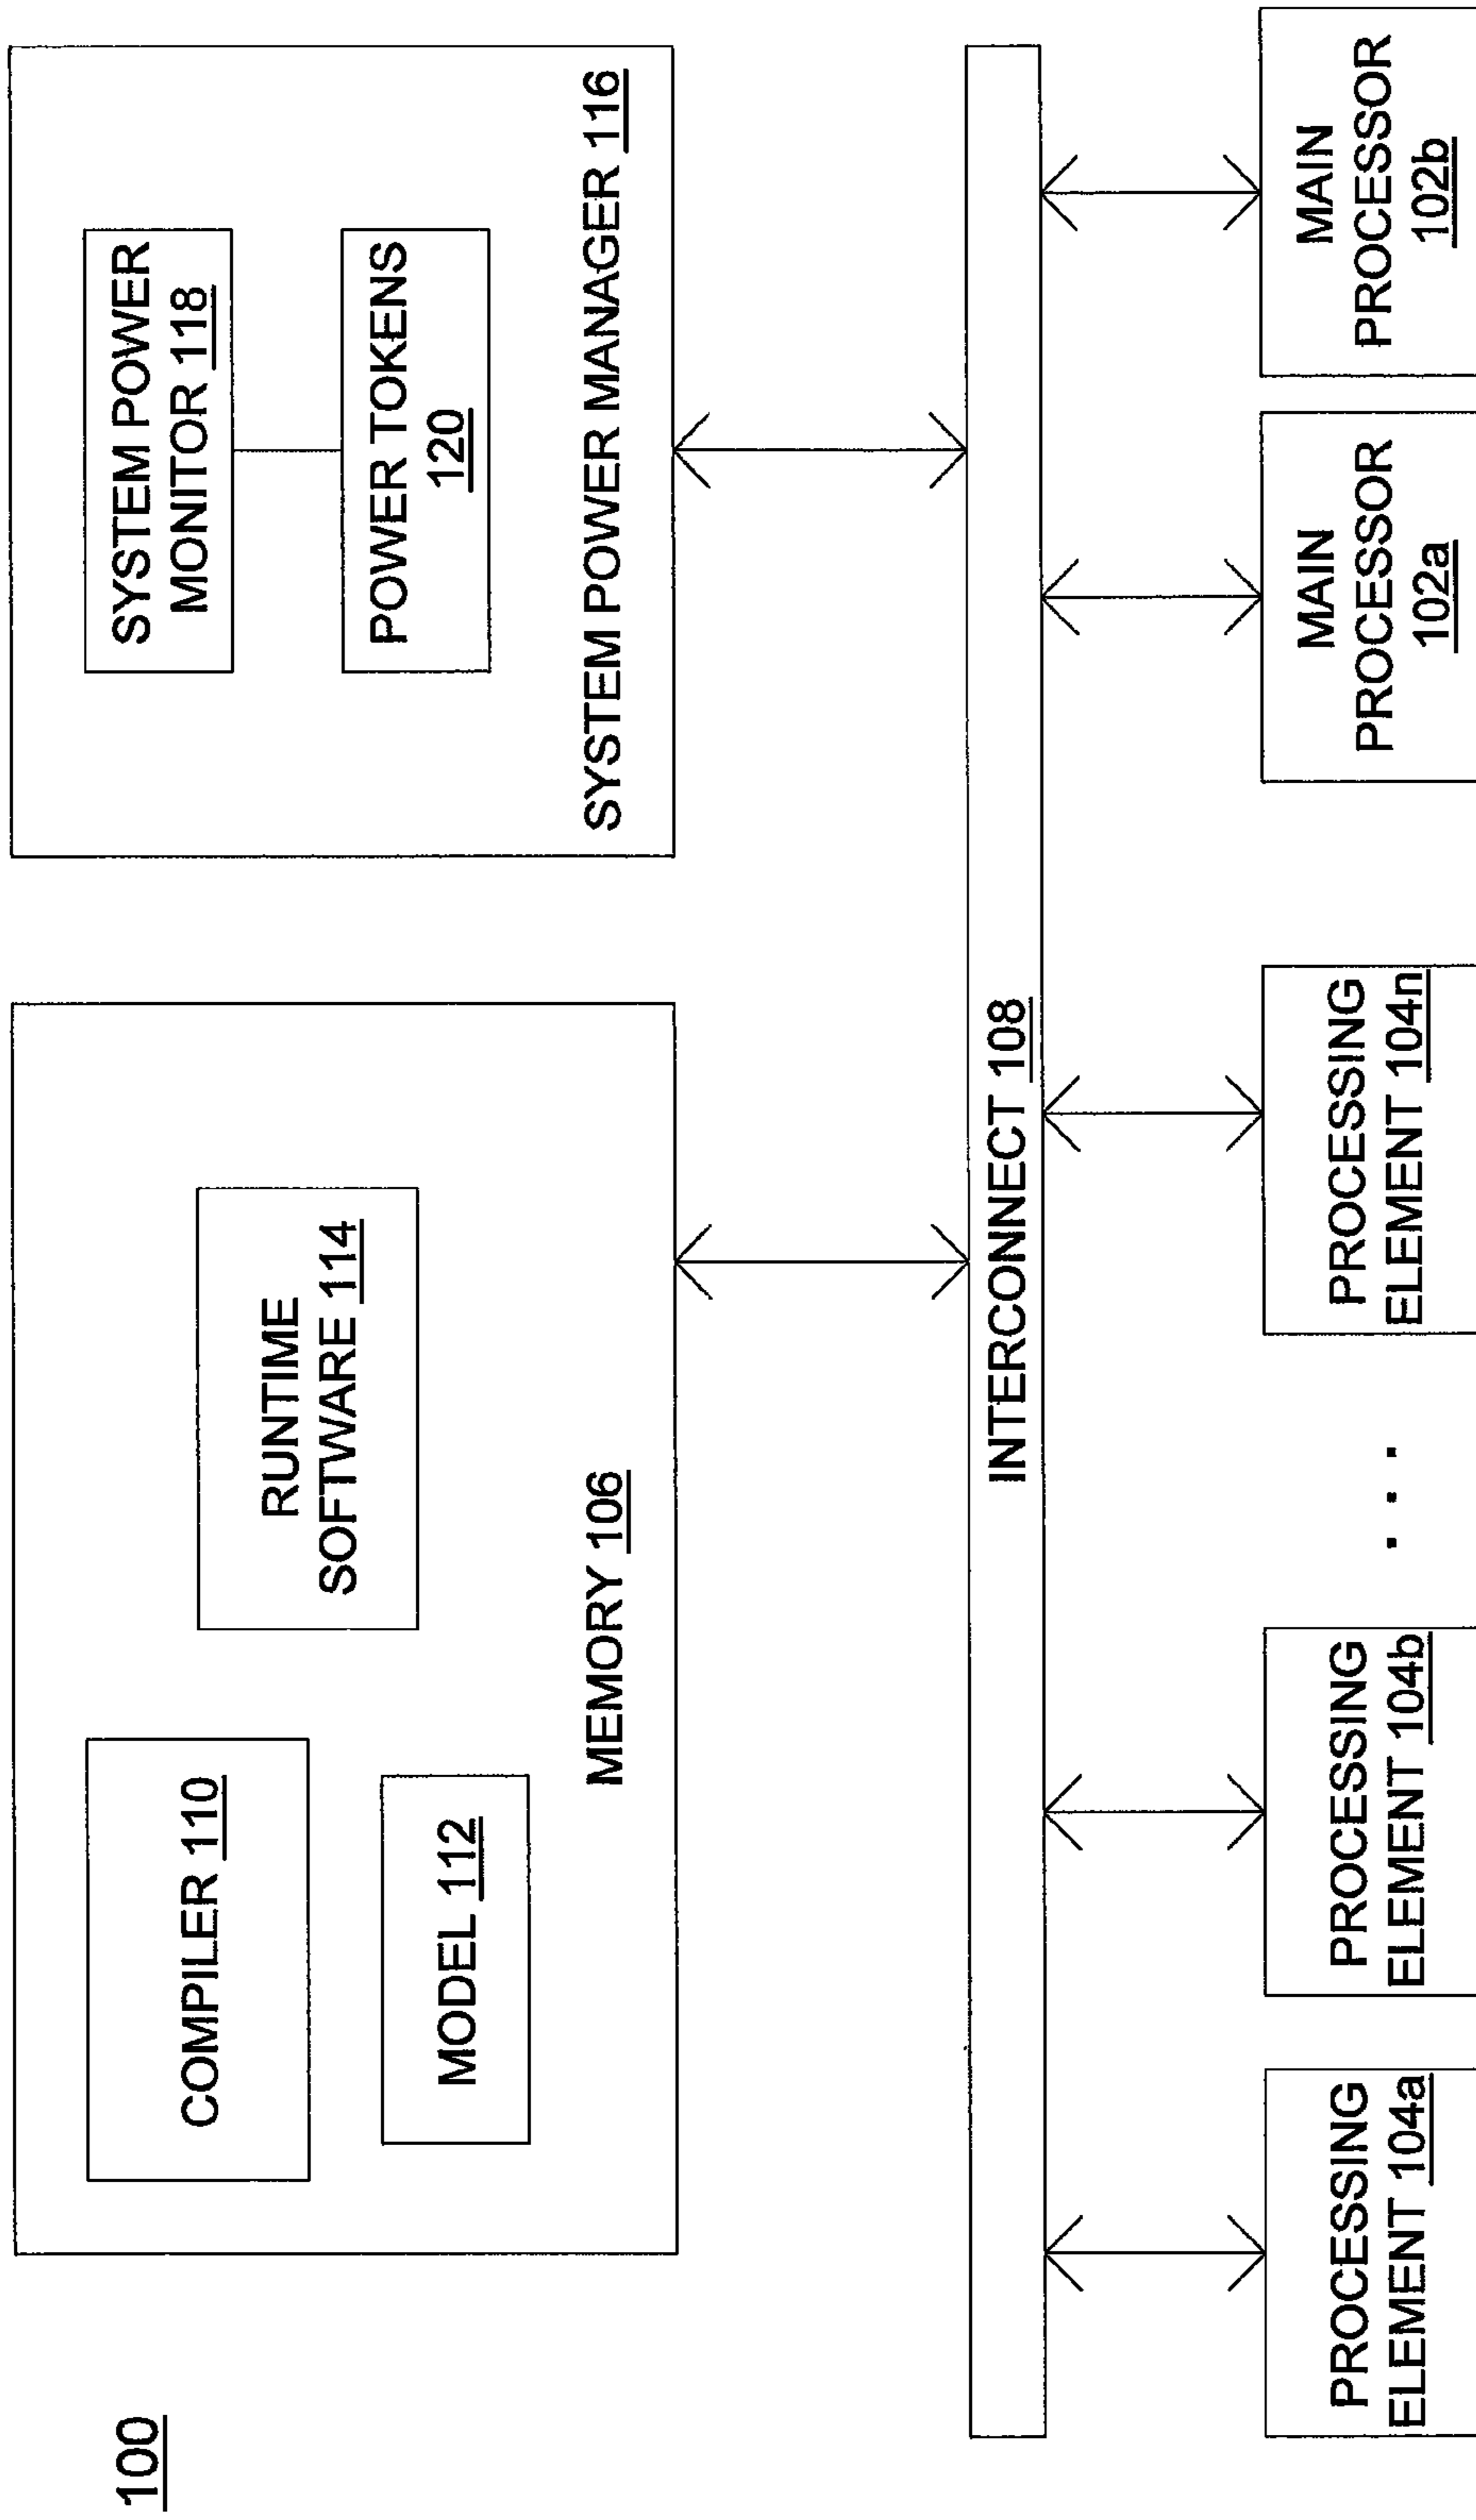 100
COMPILER 110
MODEL 112
RUNTIME
SOFTWARE 114
MEMORY 106
SYSTEM POWER
MONITOR 118
POWER TOKENS
120
SYSTEM POWER MANAGER 116
INTERCONNECT 108
PROCESSING
ELEMENT 104a
PROCESSING
ELEMENT 104b
. . .
PROCESSING
ELEMENT 104n
MAIN
PROCESSOR
102a
MAIN
PROCESSOR
102b